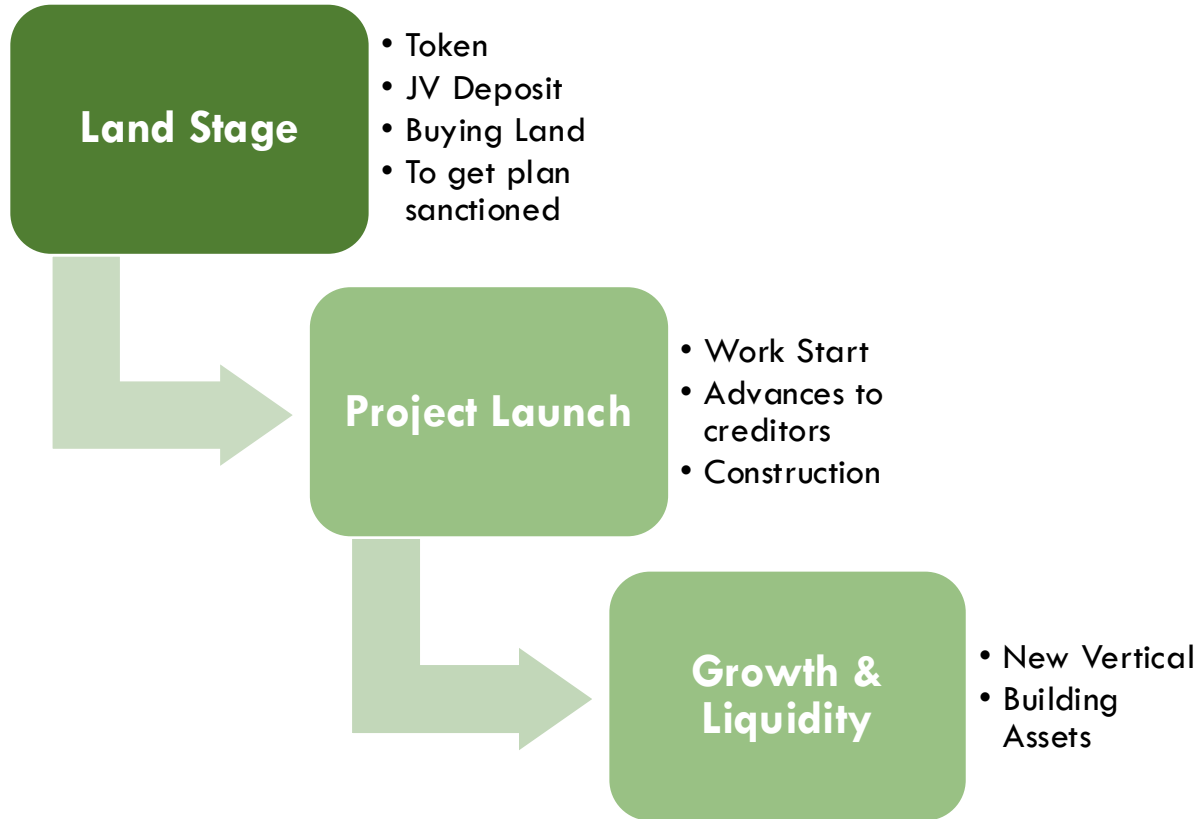 Land Stage
• Token
• JV Deposit
• Buying Land
• To get plan
sanctioned
Project Launch
• Work Start
• Advances to
creditors
• Construction
Growth &
Liquidity
• New Vertical
• Building
Assets